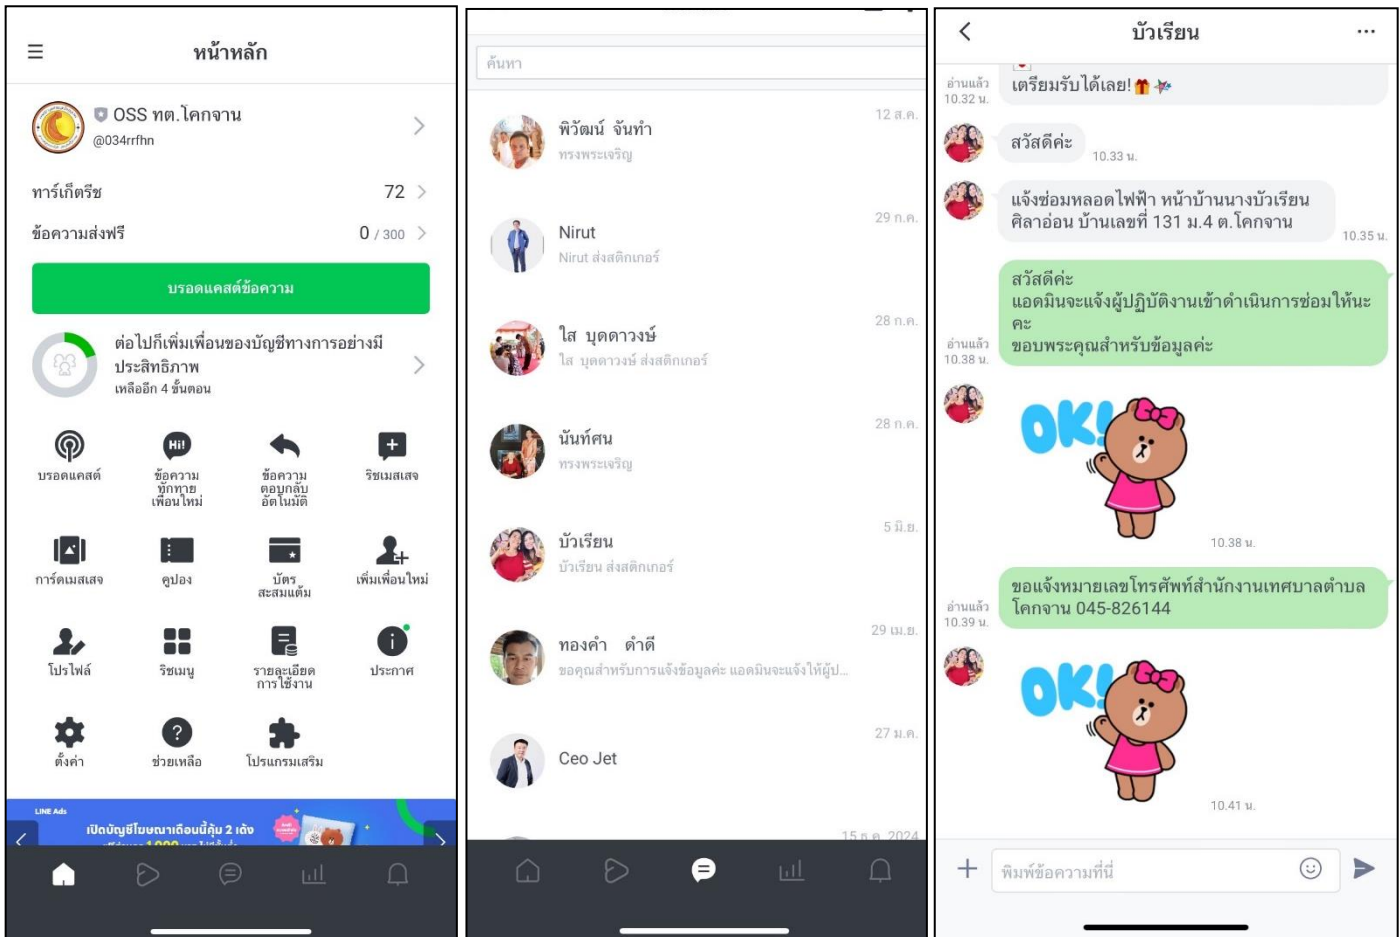 หน้าหลัก
OSS ทต.โคกจาน
@034rrfhn
ทาร์เก็ตรีช
72
ข้อความส่งฟรี
0 / 300
บรอดแคสต์ข้อความ
ต่อไปก็เพิ่มเพื่อนของบัญชีทางการอย่างมี
ประสิทธิภาพ
เหลืออีก 4 ขั้นตอน
Hi!
บรอดแคสต์
ข้อความ
ทักทาย
เพื่อนใหม่
ข้อความ
ตอบกลับ
อัตโนมัติ
ริชเมสเสจ
การ์ดเมสเสจ
คูปอง
บัตร
สะสมแต้ม
เพิ่มเพื่อนใหม่
โปรไฟล์
ริชเมนู
รายละเอียด
การใช้งาน
ประกาศ
ตั้งค่า
ช่วยเหลือ
โปรแกรมเสริม
LINE Ads
เปิดบัญชีโฆษณาเดือนนี้คุ้ม 2 เด้ง
ค้นหา
พิวัฒน์ จันทำ
12 ส.ค.
ทรงพระเจริญ
Nirut
29 ก.ค.
Nirut ส่งสติกเกอร์
ใส บุดดาวงษ์
28 ก.ค.
ใส บุดดาวงษ์ ส่งสติกเกอร์
นันท์ศน
28 ก.ค.
ทรงพระเจริญ
บัวเรียน
5 มิ.ย.
บัวเรียน ส่งสติกเกอร์
ทองคำ ดำดี
29 เม.ย.
ขอคุณสำหรับการแจ้งข้อมูลค่ะ แอดมินจะแจ้งให้ผู้ป...
Ceo Jet
27 ม.ค.
15 ธ.ค. 2024
บัวเรียน
เตรียมรับได้เลย!
อ่านแล้ว
10.32 น.
สวัสดีค่ะ
10.33 น.
แจ้งซ่อมหลอดไฟฟ้า หน้าบ้านนางบัวเรียน
ศิลาอ่อน บ้านเลขที่ 131 ม.4 ต.โคกจาน
10.35 น.
สวัสดีค่ะ
แอดมินจะแจ้งผู้ปฏิบัติงานเข้าดำเนินการซ่อมให้นะ
คะ
ขอบพระคุณสำหรับข้อมูลค่ะ
อ่านแล้ว
10.38 น.
OK!
10.38 น.
ขอแจ้งหมายเลขโทรศัพท์สำนักงานเทศบาลตำบล
โคกจาน 045-826144
อ่านแล้ว
10.39 น.
OK!
10.41 น.
พิมพ์ข้อความที่นี่